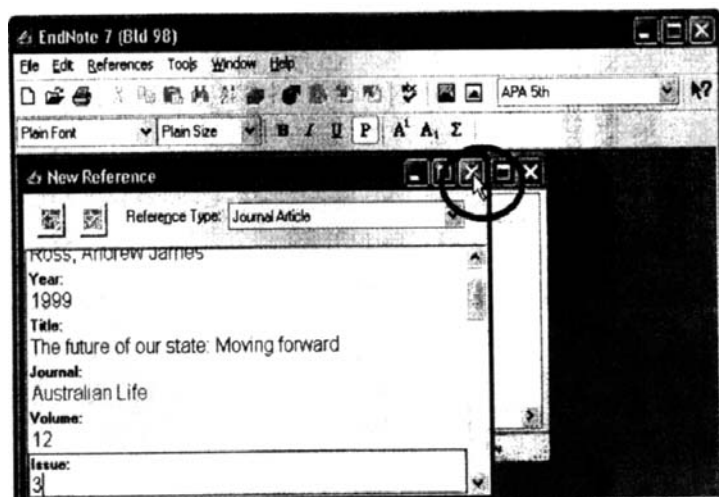 EndNote 7 (Bld 98)
File Edit References Tools Window Help
APA 5th
Plain Font Plain Size B I U P A¹ A₁ Σ
New Reference
Reference Type: Journal Article
Ross, Andrew James
Year:
1999
Title:
The future of our state: Moving forward
Journal:
Australian Life
Volume:
12
Issue:
3